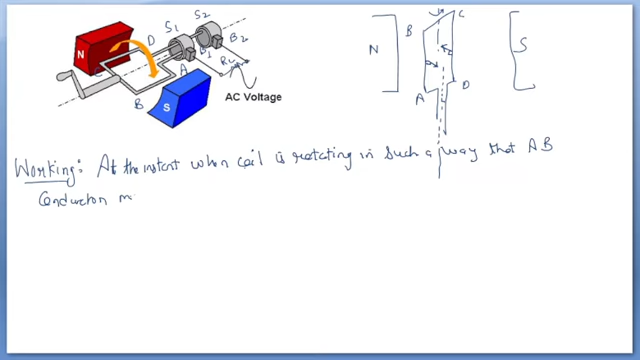 S1 S2
N D B1 B2
C A RL
B S AC Voltage
N B C S
A D
Working: At the instant when coil is rotating in such a way that AB
Conductor m